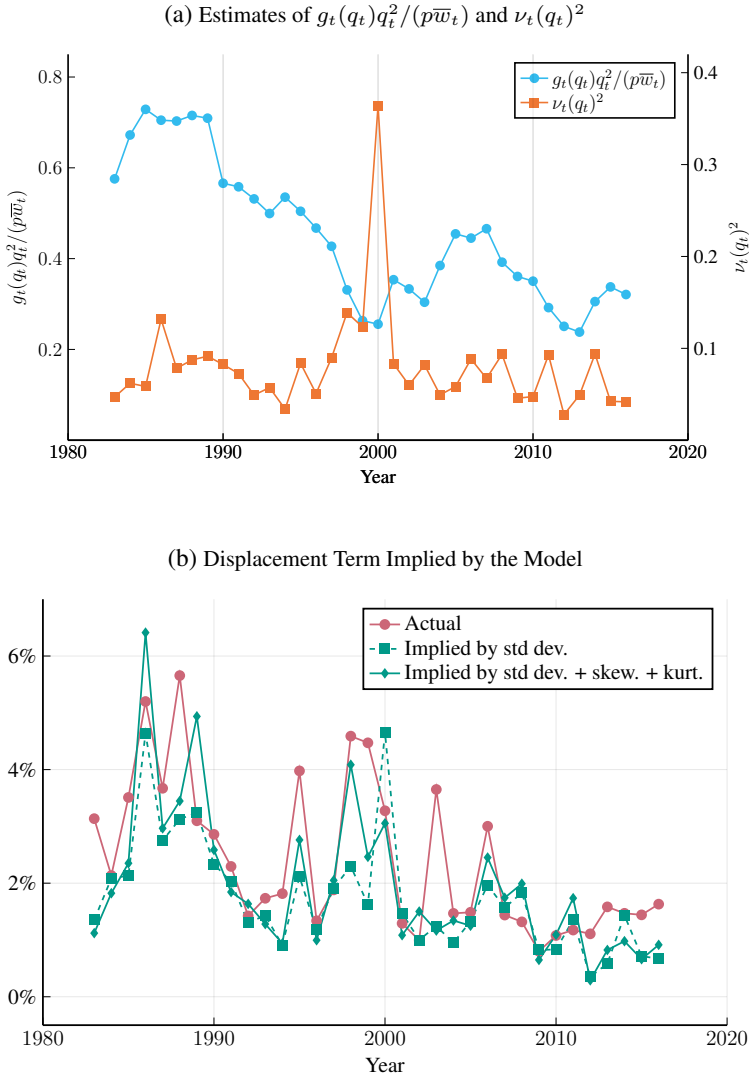 (a) Estimates of g_t(q_t)q_t^2/(p\overline{w}_t) and ν_t(q_t)^2
g_t(q_t)q_t^2/(p\overline{w}_t)
ν_t(q_t)^2
0.8
0.6
0.4
0.2
g_t(q_t)q_t^2/(p\overline{w}_t)
0.4
0.3
0.2
0.1
ν_t(q_t)^2
1980 1990 2000 2010 2020
Year
(b) Displacement Term Implied by the Model
Actual
Implied by std dev.
Implied by std dev. + skew. + kurt.
6%
4%
2%
0%
1980 1990 2000 2010 2020
Year